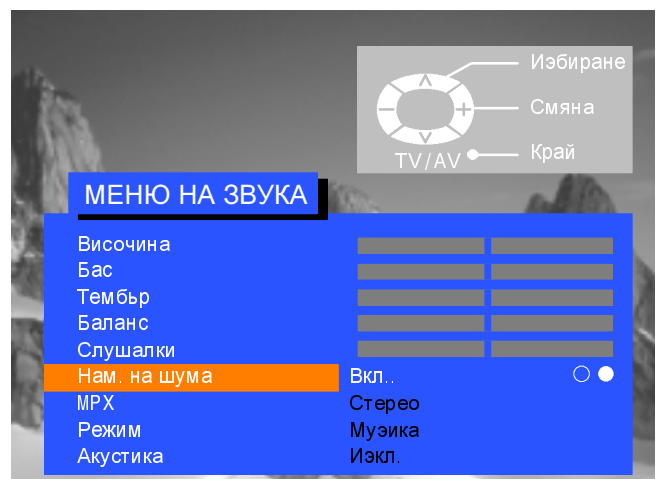 Иэбиране
Смяна
TV/AV Край
МЕНЮ НА ЗВУКА
Височина
Бас
Тембьр
Баланс
Слушалки
Нам. на шума Вкл..
MPX Стерео
Режим Муэика
Акустика Иэкл.